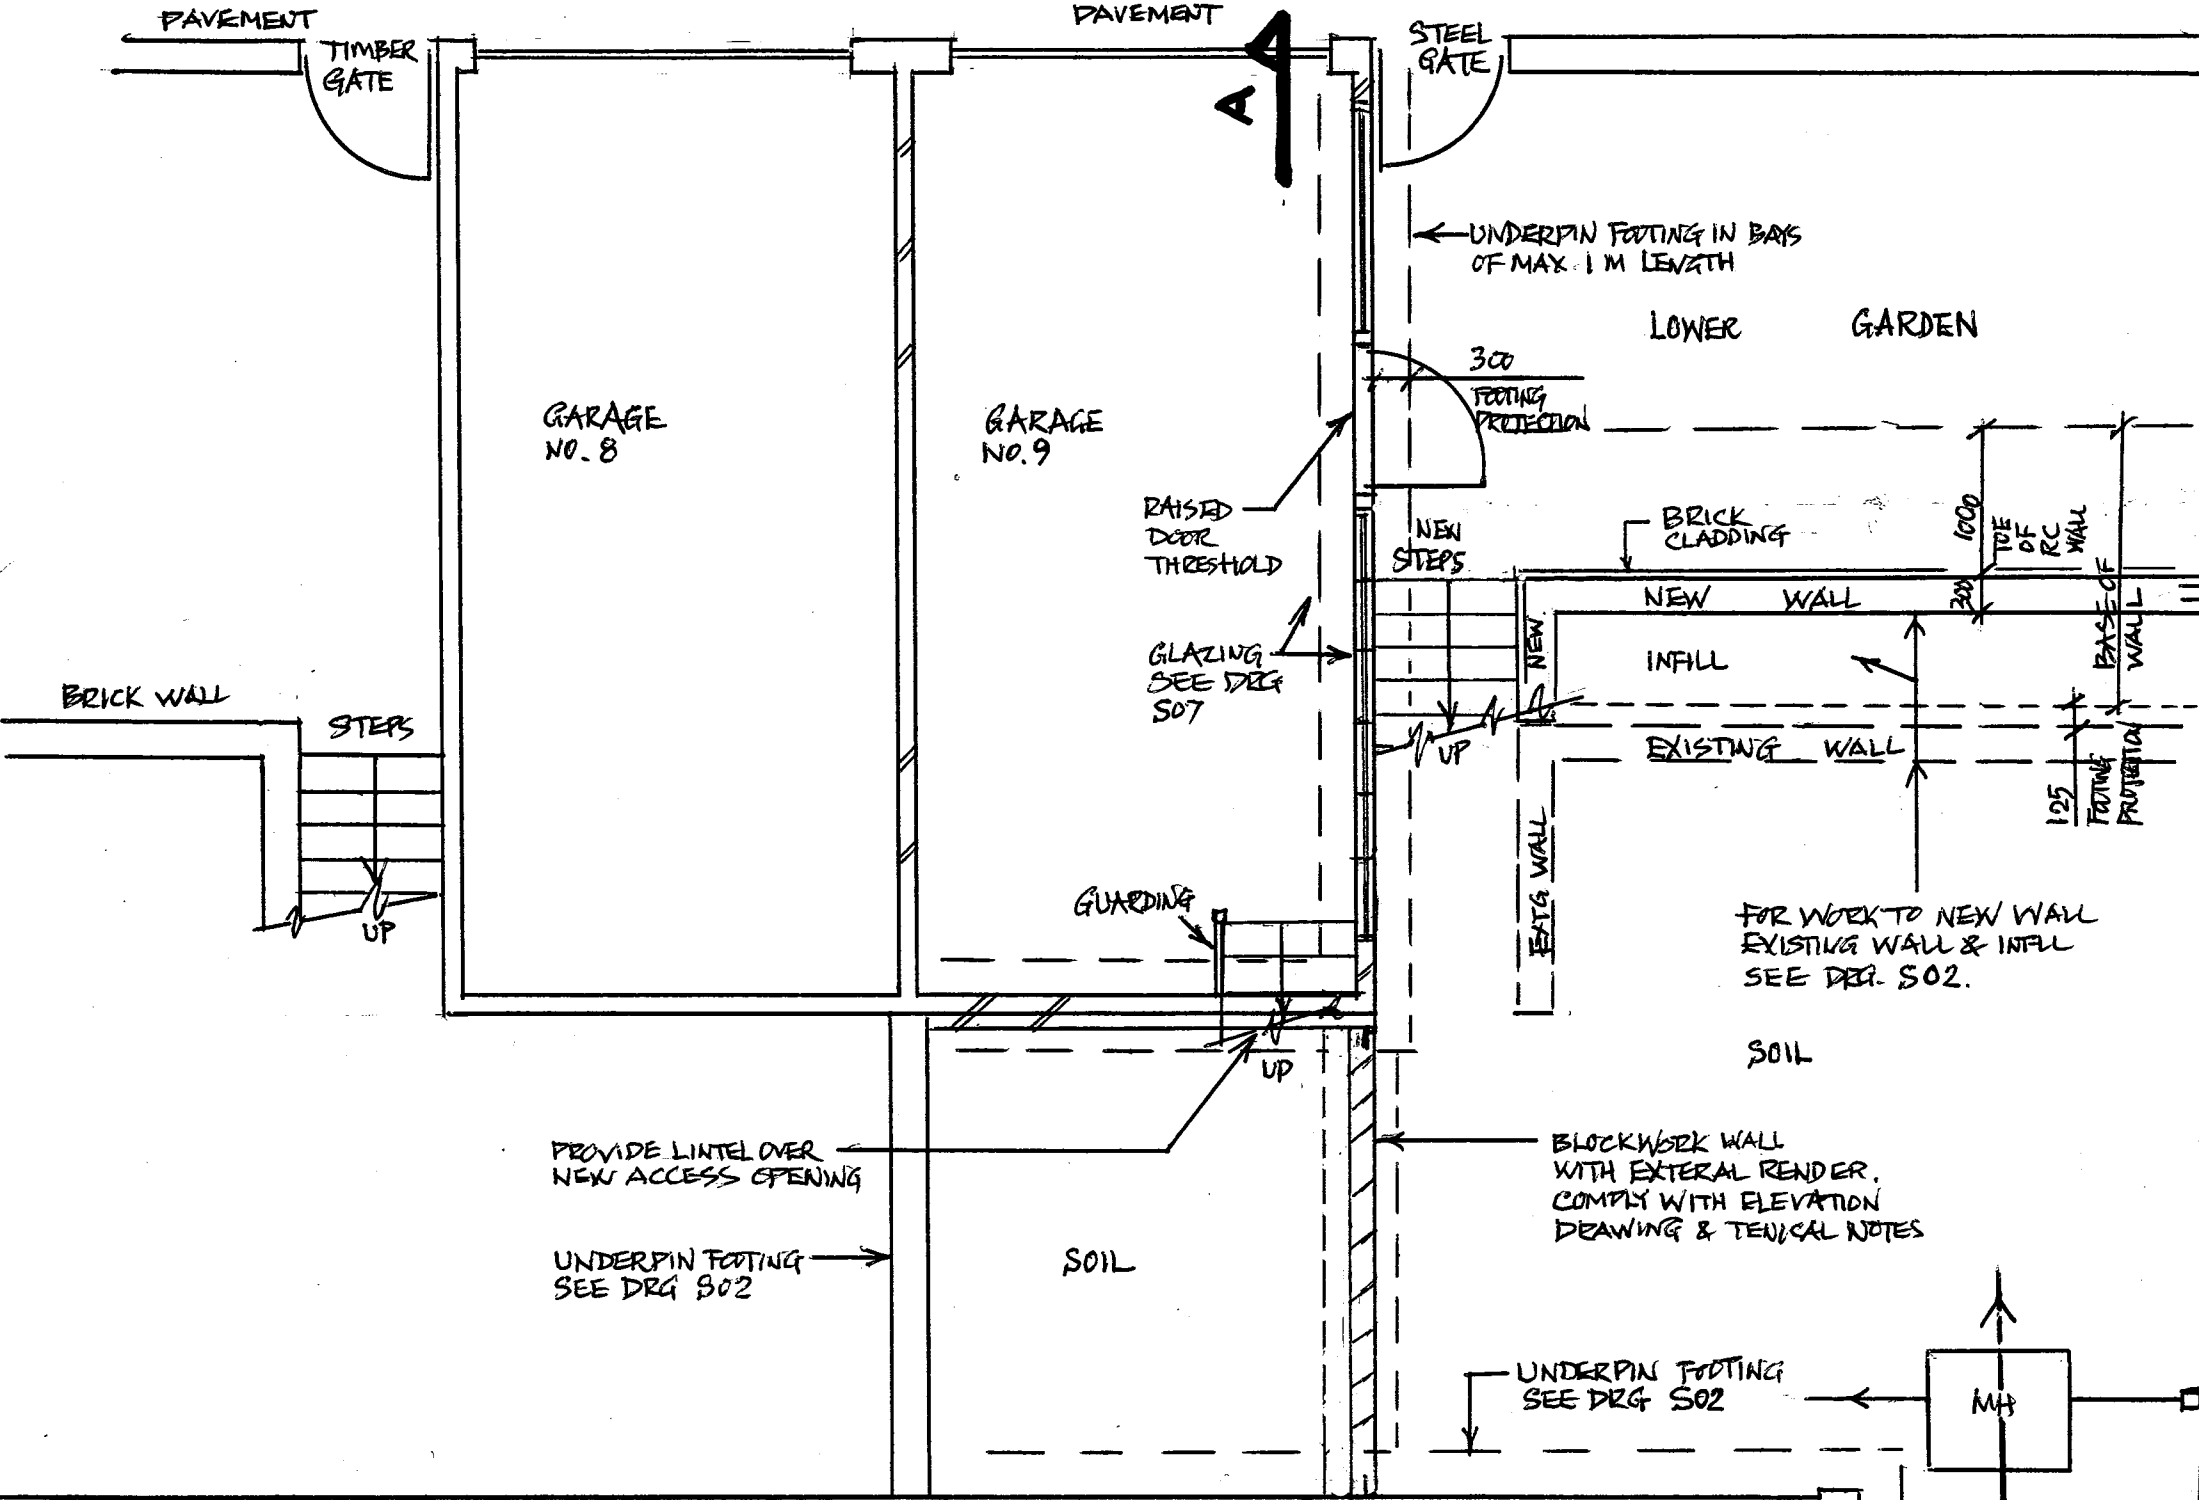 PAVEMENT
PAVEMENT
TIMBER
GATE
STEEL
GATE
A
UNDERPIN FOOTING IN BAYS
OF MAX 1 M LENGTH
LOWER GARDEN
300
FOOTING
PROJECTION
GARAGE
NO. 8
GARAGE
NO. 9
RAISED
DOOR
THRESHOLD
NEW
STEPS
BRICK
CLADDING
1000
TOE
OF
RC
WALL
NEW WALL
300
BASE OF
WALL
NEW
INFILL
GLAZING
SEE DRG
S07
BRICK WALL
STEPS
UP
UP
EXISTING WALL
125
FOOTING
PROJECTION
EXTG WALL
GUARDING
FOR WORK TO NEW WALL
EXISTING WALL & INFILL
SEE DRG. S02.
SOIL
UP
PROVIDE LINTEL OVER
NEW ACCESS OPENING
BLOCKWORK WALL
WITH EXTERAL RENDER.
COMPLY WITH ELEVATION
DRAWING & TENICAL NOTES
UNDERPIN FOOTING
SEE DRG S02
SOIL
UNDERPIN FOOTING
SEE DRG S02
MH